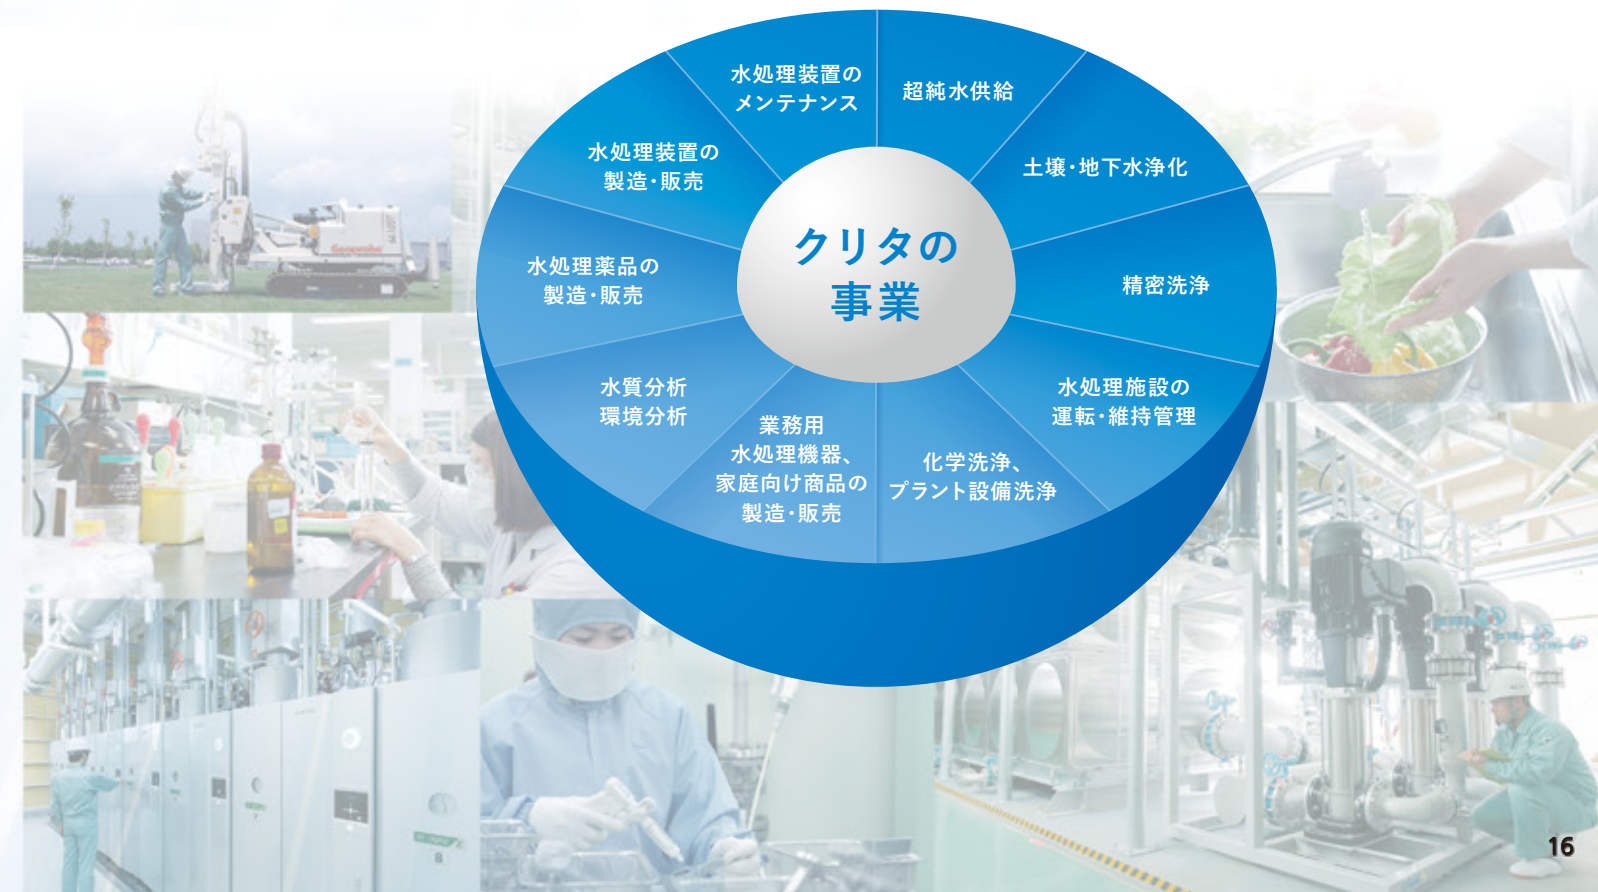 水処理装置の
メンテナンス
超純水供給
土壌・地下水浄化
精密洗浄
水処理施設の
運転・維持管理
化学洗浄、
プラント設備洗浄
業務用
水処理機器、
家庭向け商品の
製造・販売
水質分析
環境分析
水処理薬品の
製造・販売
水処理装置の
製造・販売
クリタの
事業
Geoprobe
8
16